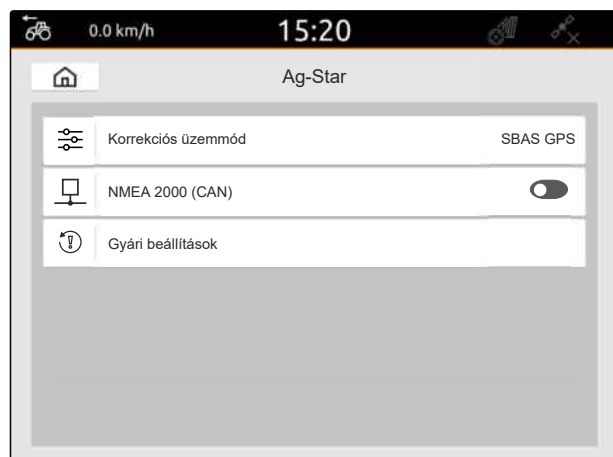 0.0 km/h 15:20
Ag-Star
Korrekciós üzemmód SBAS GPS
NMEA 2000 (CAN)
Gyári beállítások